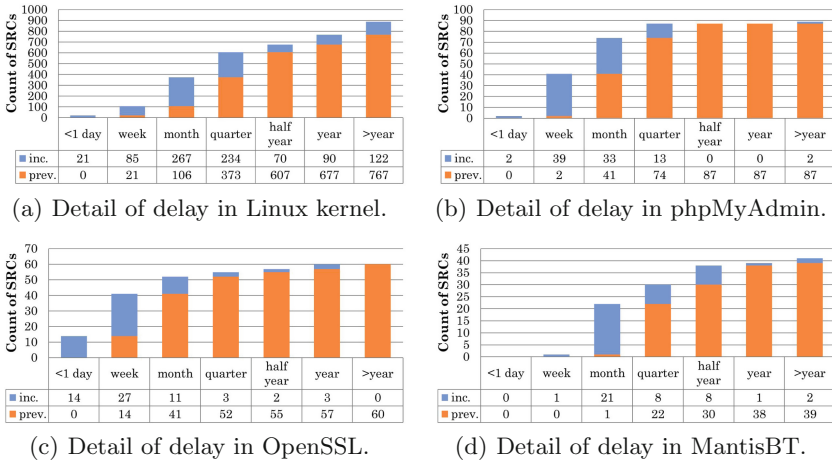 Count of SRCs
1000
900
800
700
600
500
400
300
200
100
0
<1 day week month quarter half year year >year
inc. 21 85 267 234 70 90 122
prev. 0 21 106 373 607 677 767
(a) Detail of delay in Linux kernel.
Count of SRCs
100
90
80
70
60
50
40
30
20
10
0
<1 day week month quarter half year year >year
inc. 2 39 33 13 0 0 2
prev. 0 2 41 74 87 87 87
(b) Detail of delay in phpMyAdmin.
Count of SRCs
70
60
50
40
30
20
10
0
<1 day week month quarter half year year >year
inc. 14 27 11 3 2 3 0
prev. 0 14 41 52 55 57 60
(c) Detail of delay in OpenSSL.
Count of SRCs
45
40
35
30
25
20
15
10
5
0
<1 day week month quarter half year year >year
inc. 0 1 21 8 8 1 2
prev. 0 0 1 22 30 38 39
(d) Detail of delay in MantisBT.